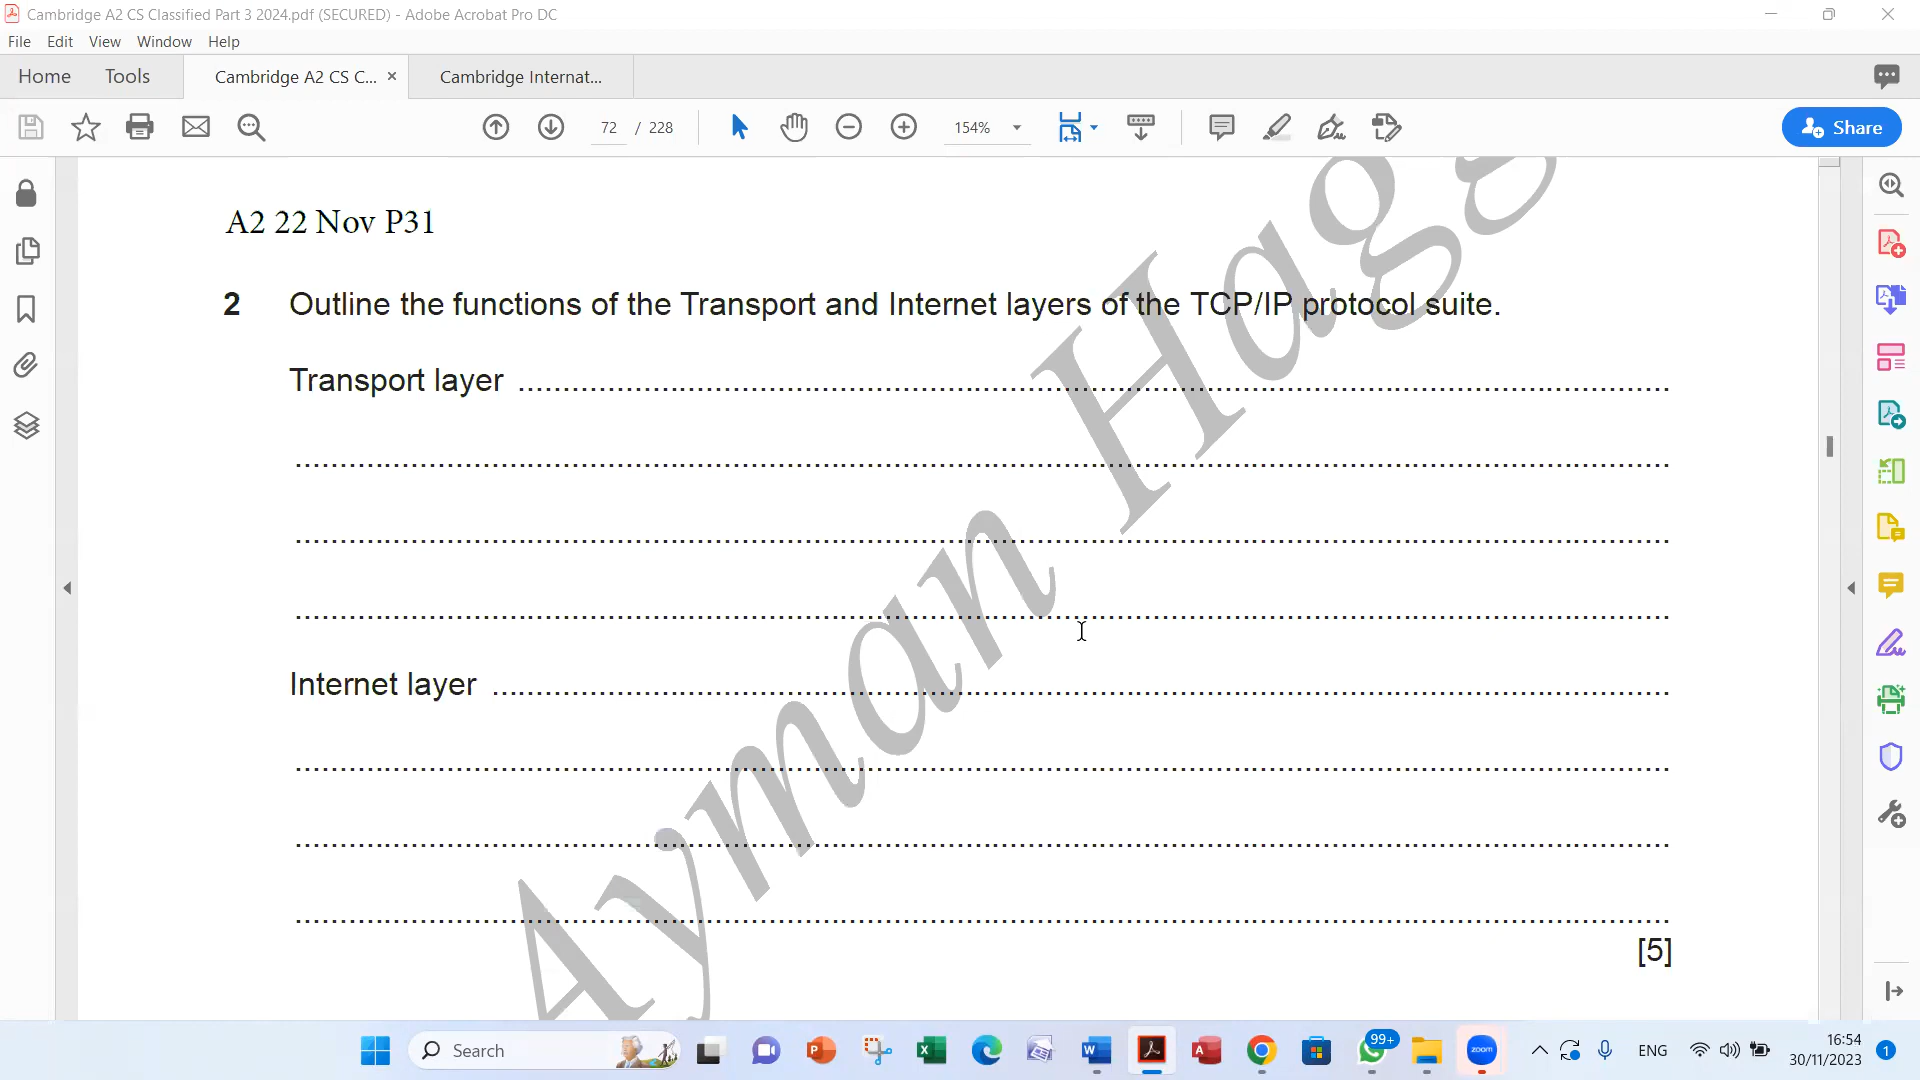 Cambridge A2 CS Classified Part 3 2024.pdf (SECURED) - Adobe Acrobat Pro DC
File Edit View Window Help
Home Tools Cambridge A2 CS C... × Cambridge Internat...
72 / 228 154% Share
A2 22 Nov P31
2 Outline the functions of the Transport and Internet layers of the TCP/IP protocol suite.
Transport layer ........................................................................................................
........................................................................................................
........................................................................................................
........................................................................................................
Internet layer ........................................................................................................
........................................................................................................
........................................................................................................
........................................................................................................
[5]
Ayman Hagg
Search
99+
zoom
ENG
16:54
30/11/2023
1